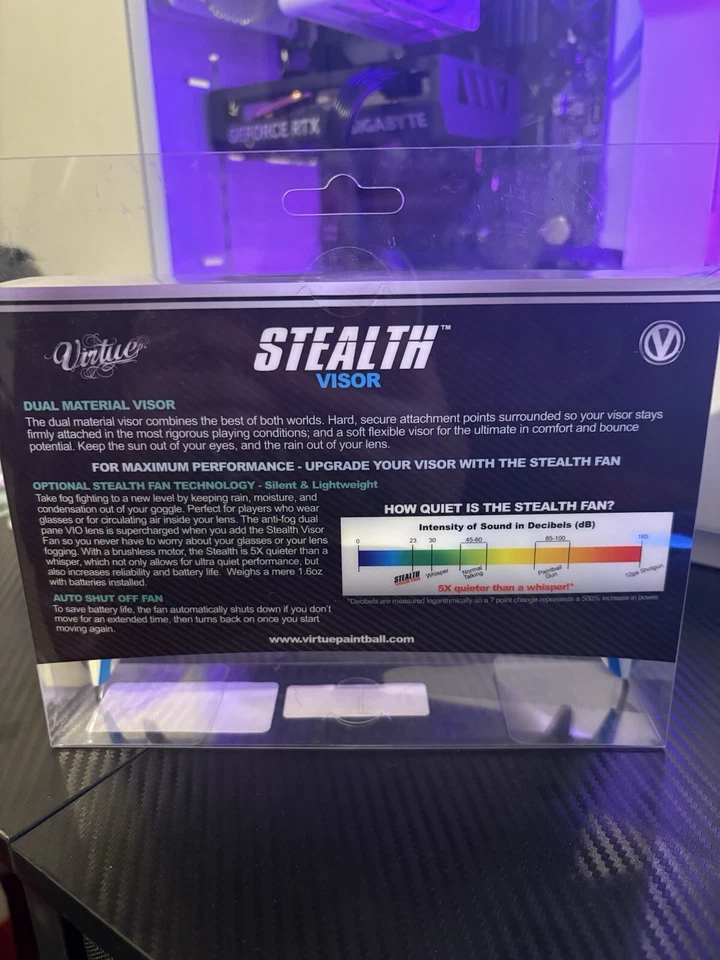 GEFORCE RTX
GIGABYTE
Virtue
STEALTH™
VISOR
V
DUAL MATERIAL VISOR
The dual material visor combines the best of both worlds. Hard, secure attachment points surrounded so your visor stays
firmly attached in the most rigorous playing conditions; and a soft flexible visor for the ultimate in comfort and bounce
potential. Keep the sun out of your eyes, and the rain out of your lens.
FOR MAXIMUM PERFORMANCE - UPGRADE YOUR VISOR WITH THE STEALTH FAN
OPTIONAL STEALTH FAN TECHNOLOGY - Silent & Lightweight
Take fog fighting to a new level by keeping rain, moisture, and
condensation out of your goggle. Perfect for players who wear
glasses or for circulating air inside your lens. The anti-fog dual
pane VIO lens is supercharged when you add the Stealth Visor
Fan so you never have to worry about your glasses or your lens
fogging. With a brushless motor, the Stealth is 5X quieter than a
whisper, which not only allows for ultra quiet performance, but
also increases reliability and battery life. Weighs a mere 1.6oz
with batteries installed.
AUTO SHUT OFF FAN
To save battery life, the fan automatically shuts down if you don't
move for an extended time, then turns back on once you start
moving again.
HOW QUIET IS THE STEALTH FAN?
Intensity of Sound in Decibels (dB)
0 23 30 45-60 85-100 165
STEALTH VISOR FAN Whisper Normal Talking Paintball Gun 12ga Shotgun
5X quieter than a whisper!*
*Decibels are measured logarithmically so a 7 point change represents a 500% increase in power.
www.virtuepaintball.com